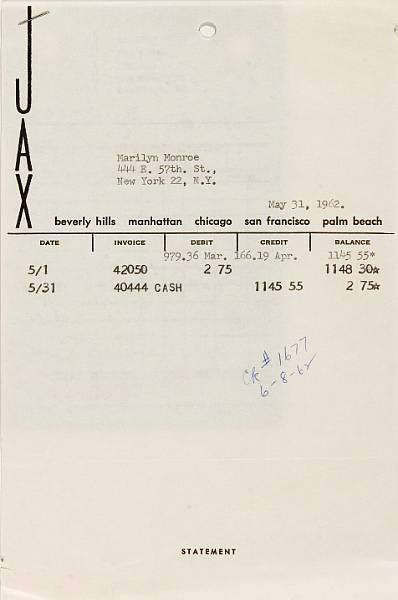 JAX
Marilyn Monroe
444 E. 57th. St.,
New York 22, N.Y.
May 31, 1962.
beverly hills manhattan chicago san francisco palm beach
DATE INVOICE DEBIT CREDIT BALANCE
979.36 Mar. 166.19 Apr. 1145 55*
5/1 42050 2 75 1148 30*
5/31 40444 CASH 1145 55 2 75*
CK # 1677
6-8-62
STATEMENT